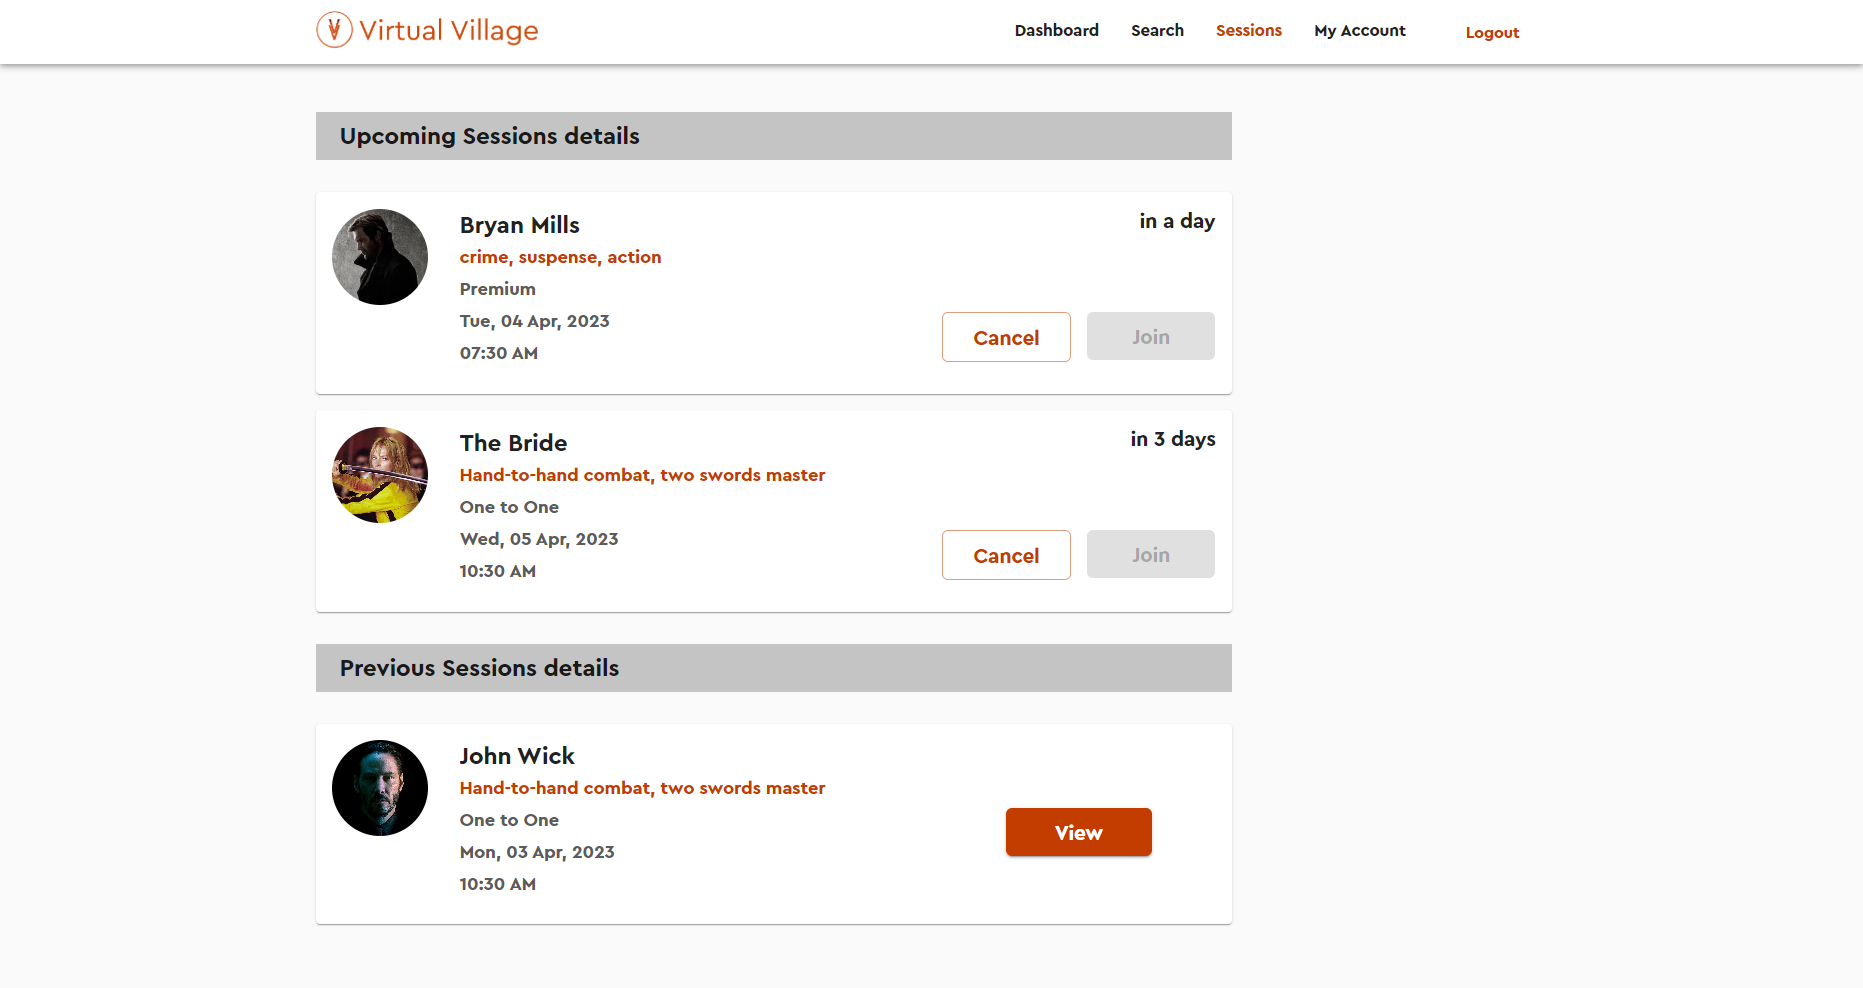 Virtual Village
Dashboard Search Sessions My Account Logout
Upcoming Sessions details
Bryan Mills
in a day
crime, suspense, action
Premium
Tue, 04 Apr, 2023
07:30 AM
Cancel Join
The Bride
in 3 days
Hand-to-hand combat, two swords master
One to One
Wed, 05 Apr, 2023
10:30 AM
Cancel Join
Previous Sessions details
John Wick
Hand-to-hand combat, two swords master
One to One
Mon, 03 Apr, 2023
10:30 AM
View